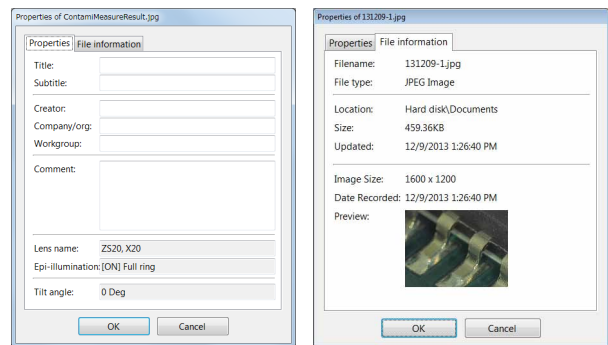 Properties of ContamiMeasureResult.jpg
Properties File information
Title:
Subtitle:
Creator:
Company/org:
Workgroup:
Comment:
Lens name: ZS20, X20
Epi-illumination: [ON] Full ring
Tilt angle: 0 Deg
OK Cancel
Properties of 131209-1.jpg
Properties File information
Filename: 131209-1.jpg
File type: JPEG Image
Location: Hard disk\Documents
Size: 459.36KB
Updated: 12/9/2013 1:26:40 PM
Image Size: 1600 x 1200
Date Recorded: 12/9/2013 1:26:40 PM
Preview:
OK Cancel